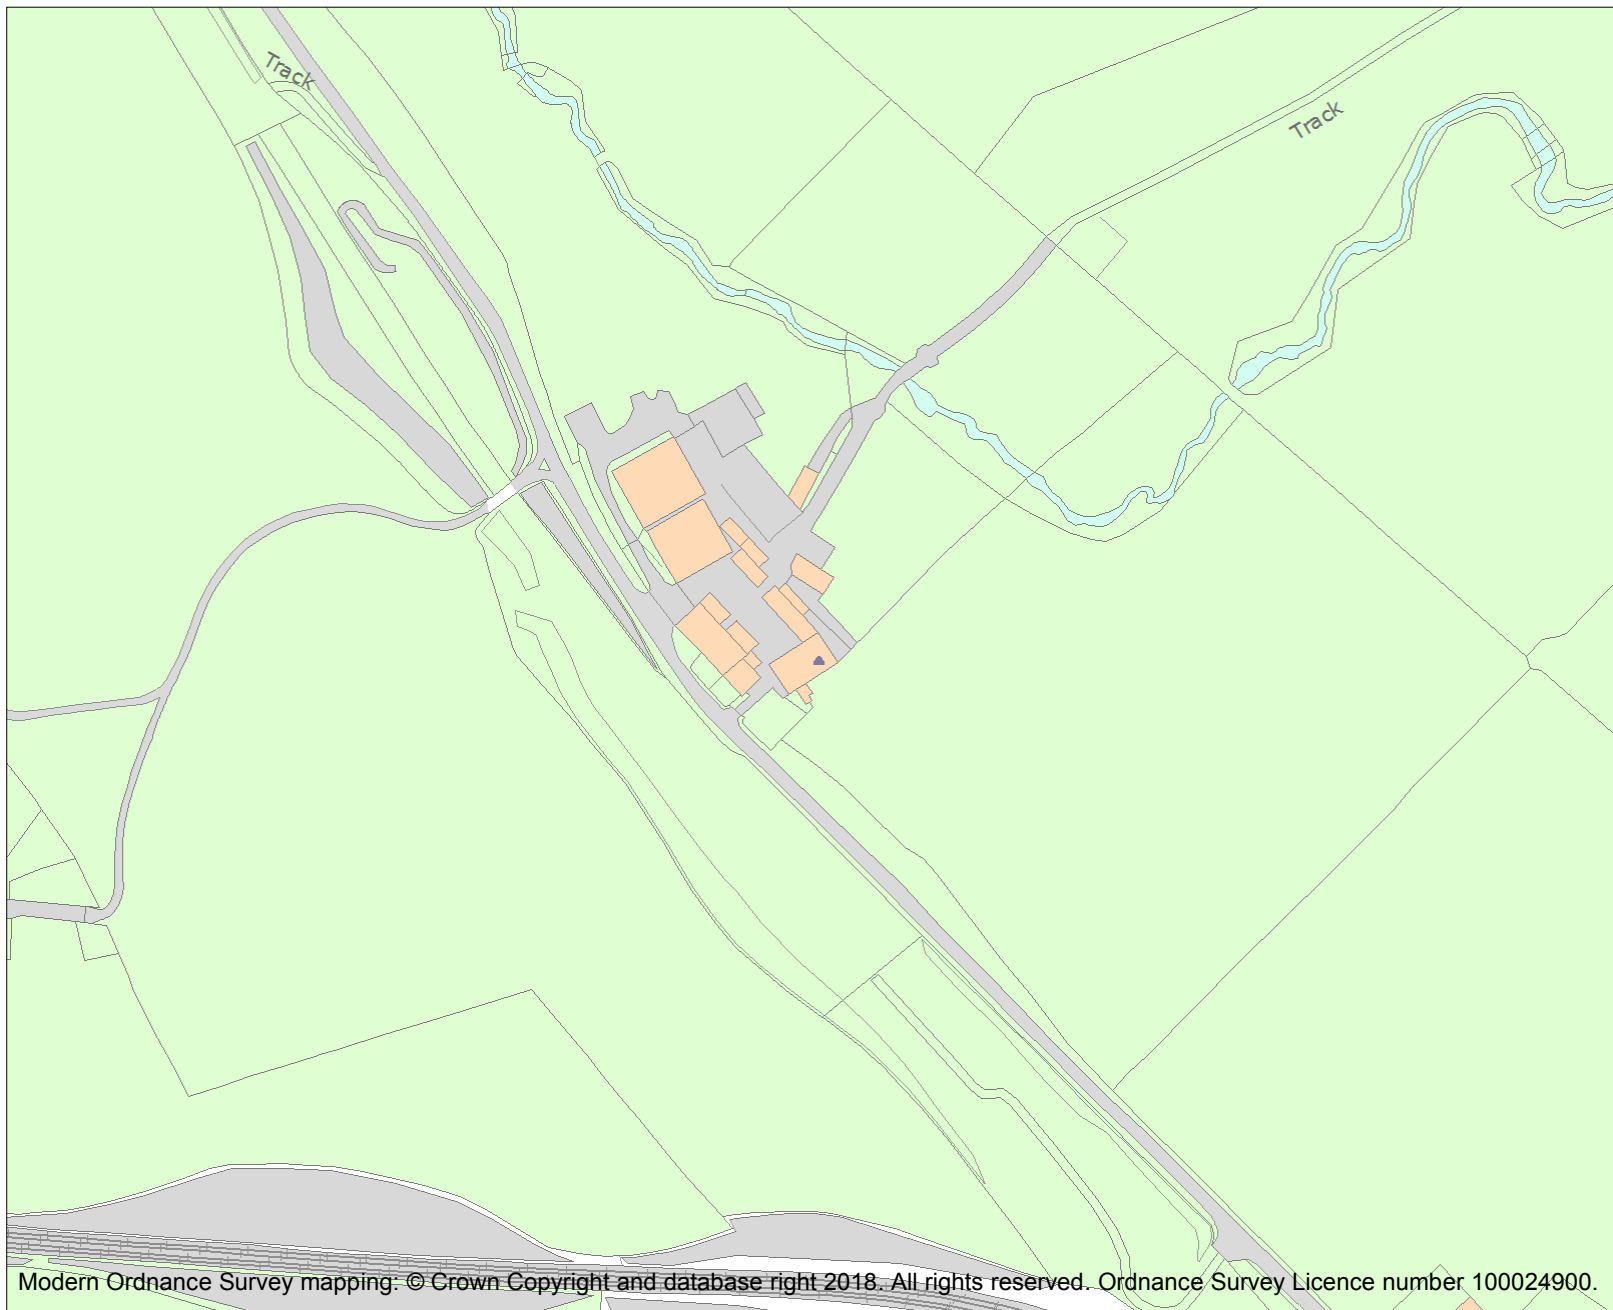 Track
Track
Modern Ordnance Survey mapping: © Crown Copyright and database right 2018. All rights reserved. Ordnance Survey Licence number 100024900.